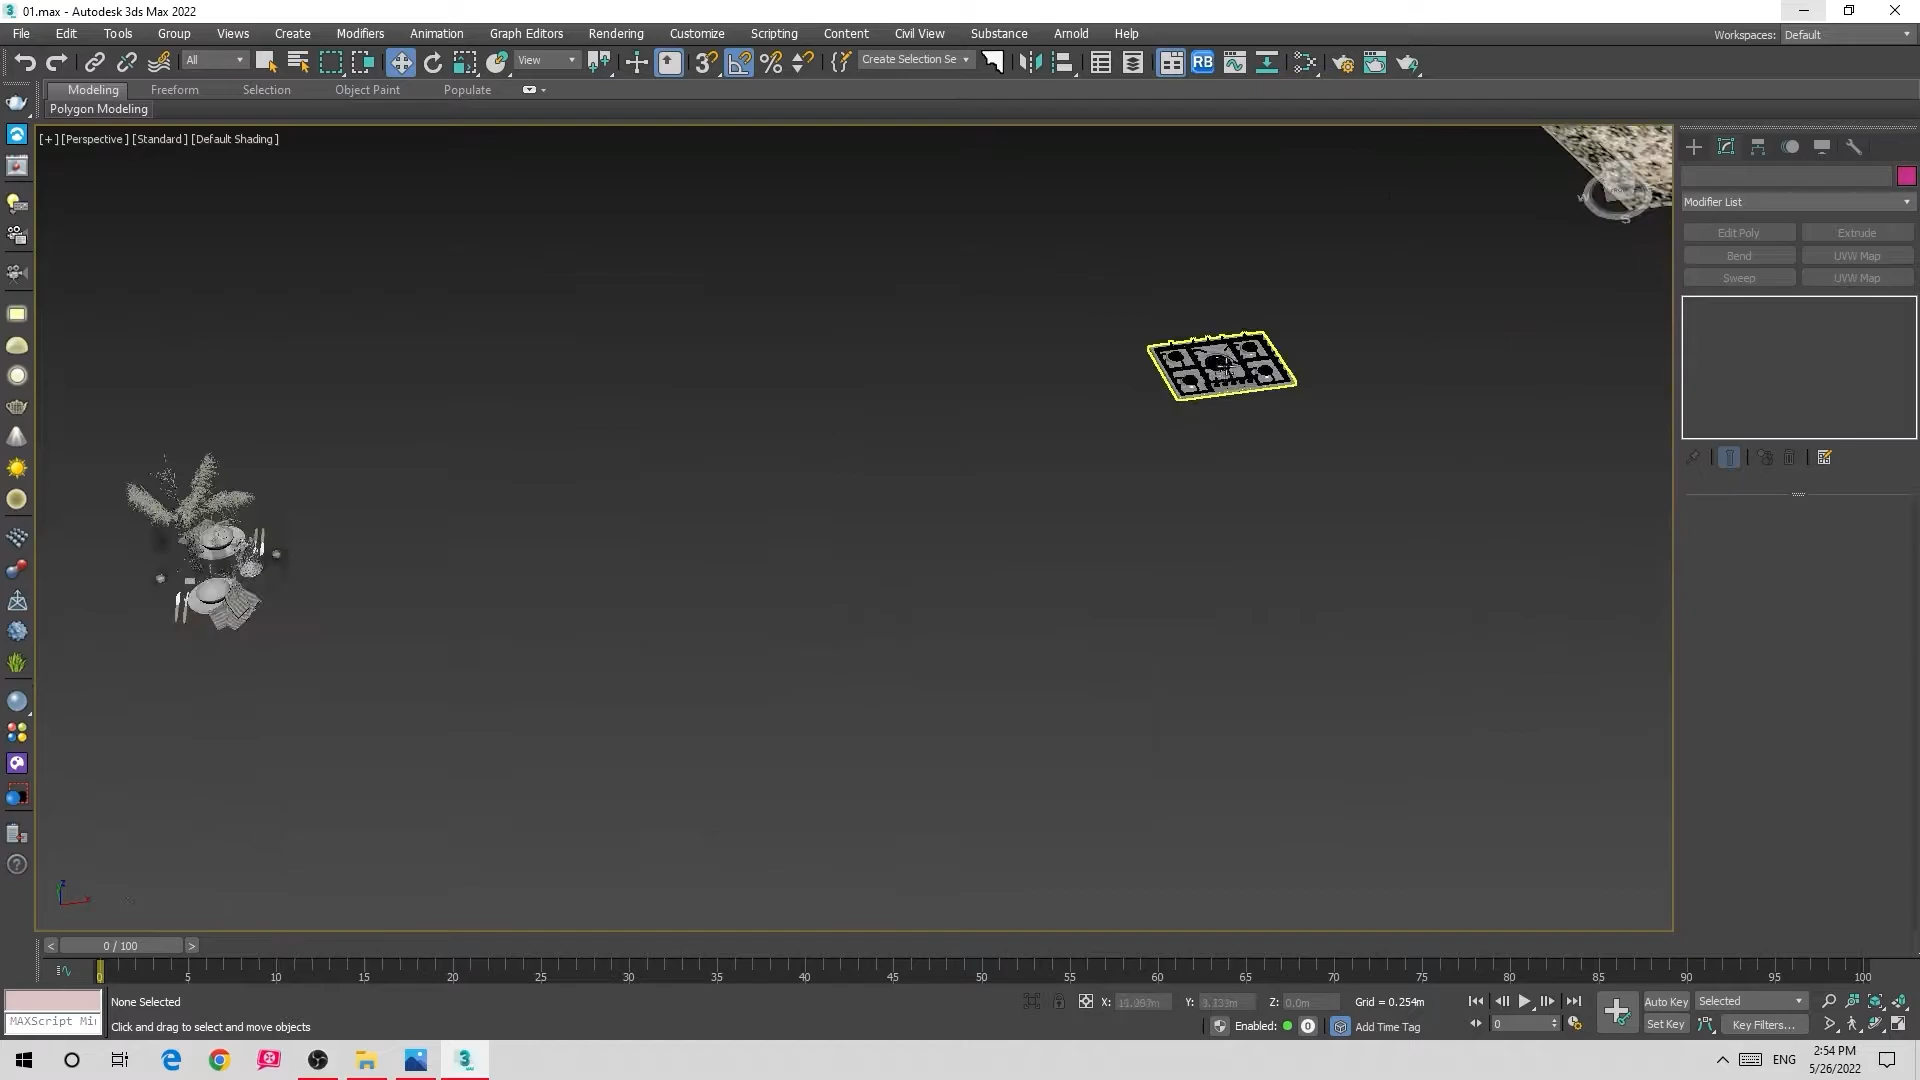 01.max - Autodesk 3ds Max 2022
File Edit Tools Group Views Create Modifiers Animation Graph Editors Rendering Customize Scripting Content Civil View Substance Arnold Help
Workspaces: Default
All View Create Selection Se RB
Modeling Freeform Selection Object Paint Populate
Polygon Modeling
[+] [Perspective] [Standard] [Default Shading]
W S
Modifier List
Edit Poly Extrude
Bend UVW Map
Sweep UVW Map
z
< 0 / 100 >
0 5 10 15 20 25 30 35 40 45 50 55 60 65 70 75 80 85 90 95 100
None Selected X: Y: Z: 0.0m Grid = 0.254m Auto Key Selected
MAXScript Mi
Click and drag to select and move objects Enabled: 0 Add Time Tag 0 Set Key Key Filters...
ENG 2:54 PM
5/26/2022